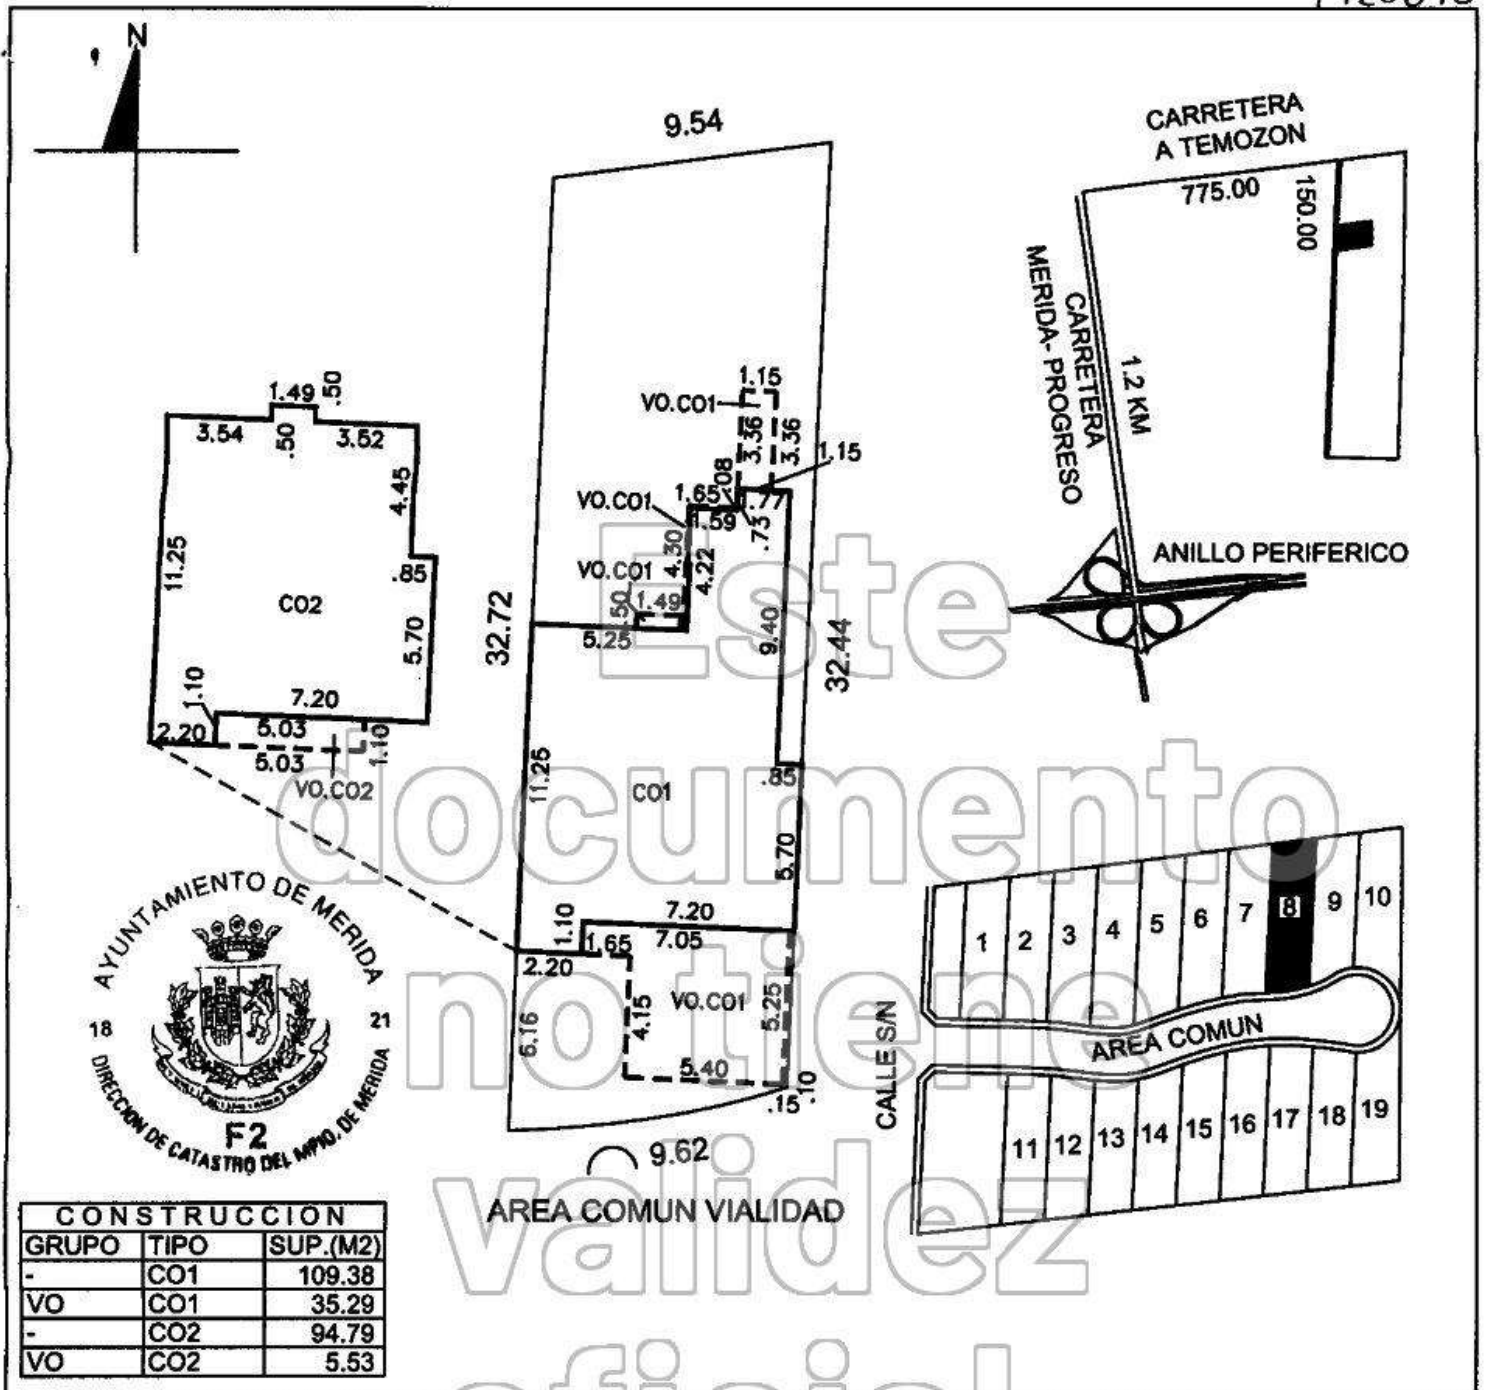 N
9.54
CARRETERA
A TEMOZON
775.00
150.00
CARRETERA
MERIDA- PROGRESO
1.2 KM
ANILLO PERIFERICO
1.49
.50
3.54
.50
3.52
4.45
11.25
.85
CO2
5.70
1.10
7.20
2.20
5.03
5.03
1.10
VO.CO2
1.15
VO.CO1
3.36
3.36
1.15
.08
VO.CO1
1.65
1.77
1.59
.73
4.30
4.22
VO.CO1
.50
1.49
5.25
9.40
32.72
32.44
11.25
CO1
.85
5.70
1.10
7.20
1.65
7.05
2.20
VO.CO1
4.15
5.25
6.16
5.40
.15
.10
9.62
AREA COMUN VIALIDAD
1 2 3 4 5 6 7 8 9 10
CALLE S/N
AREA COMUN
11 12 13 14 15 16 17 18 19
AYUNTAMIENTO DE MERIDA
18
21
F2
DIRECCION DE CATASTRO DEL MPIO. DE MERIDA
CONSTRUCCION
GRUPO TIPO SUP.(M2)
- CO1 109.38
VO CO1 35.29
- CO2 94.79
VO CO2 5.53
Este
documento
no tiene
validez
oficial